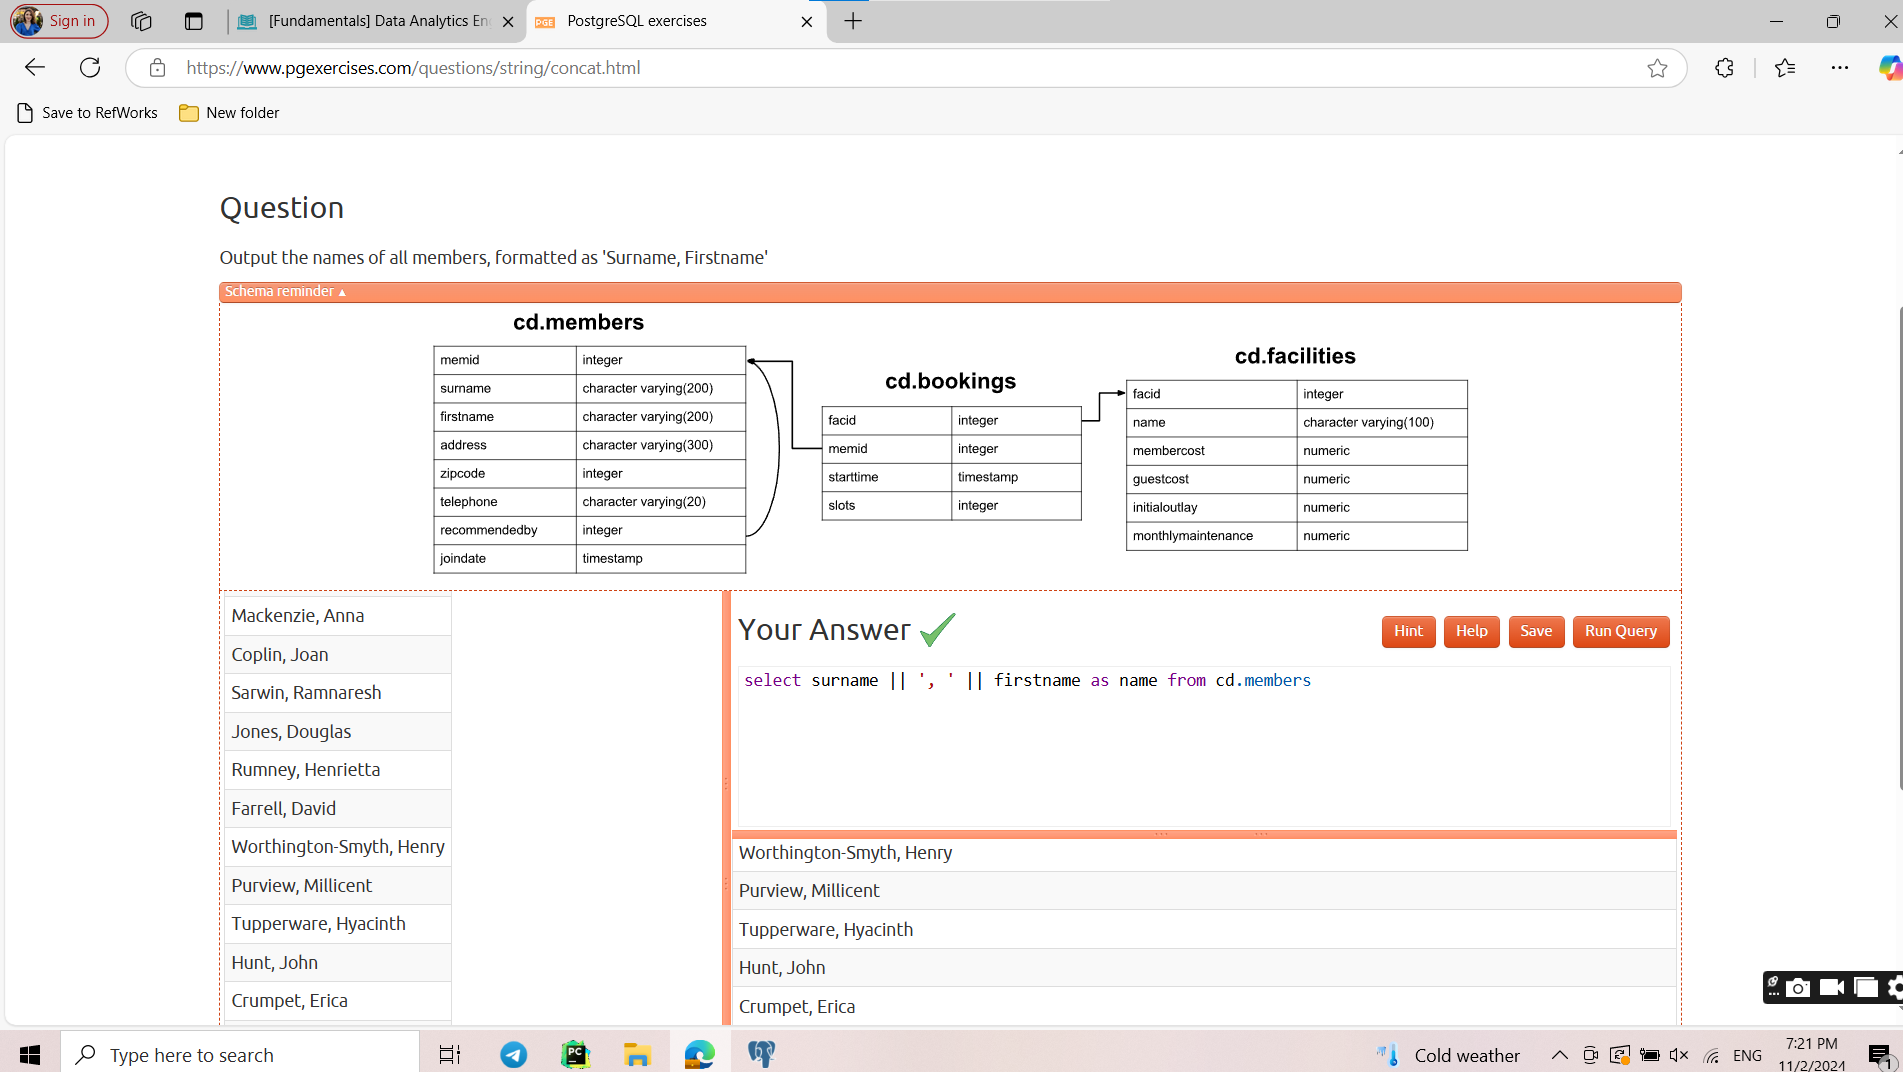 Sign in
[Fundamentals] Data Analytics En
PGE
PostgreSQL exercises
https://www.pgexercises.com/questions/string/concat.html
Save to RefWorks
New folder
Question
Output the names of all members, formatted as 'Surname, Firstname'
Schema reminder ▴
cd.members
memid integer
surname character varying(200)
firstname character varying(200)
address character varying(300)
zipcode integer
telephone character varying(20)
recommendedby integer
joindate timestamp
cd.bookings
facid integer
memid integer
starttime timestamp
slots integer
cd.facilities
facid integer
name character varying(100)
membercost numeric
guestcost numeric
initialoutlay numeric
monthlymaintenance numeric
Mackenzie, Anna
Coplin, Joan
Sarwin, Ramnaresh
Jones, Douglas
Rumney, Henrietta
Farrell, David
Worthington-Smyth, Henry
Purview, Millicent
Tupperware, Hyacinth
Hunt, John
Crumpet, Erica
Your Answer
Hint
Help
Save
Run Query
select surname || ', ' || firstname as name from cd.members
Worthington-Smyth, Henry
Purview, Millicent
Tupperware, Hyacinth
Hunt, John
Crumpet, Erica
Type here to search
PC
Cold weather
ENG
7:21 PM
11/2/2024
1